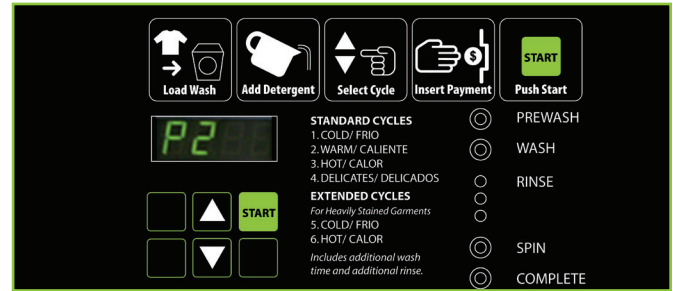 Load Wash
Add Detergent
Select Cycle
$
Insert Payment
START
Push Start
P2
START
STANDARD CYCLES
1.COLD/ FRIO
2.WARM/ CALIENTE
3.HOT/ CALOR
4.DELICATES/ DELICADOS
EXTENDED CYCLES
For Heavily Stained Garments
5.COLD/ FRIO
6.HOT/ CALOR
Includes additional wash
time and additional rinse.
PREWASH
WASH
RINSE
SPIN
COMPLETE